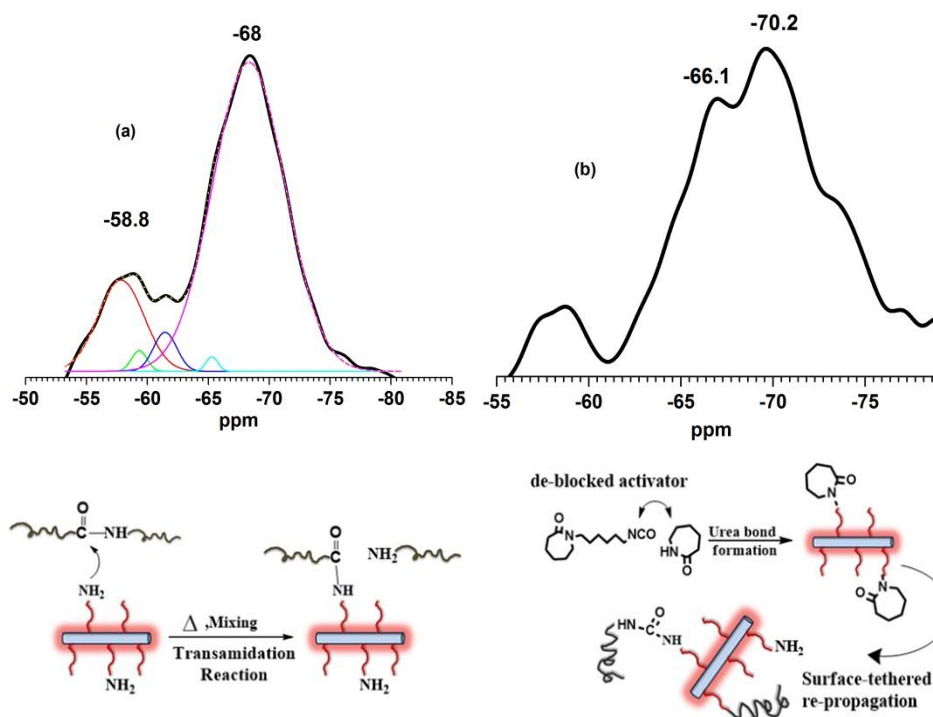 -68
(a)
-58.8
-50 -55 -60 -65 -70 -75 -80 -85
ppm
-70.2
-66.1
(b)
-55 -60 -65 -70 -75
ppm
O
C NH
NH₂
NH₂
Δ ,Mixing
Transamidation
Reaction
O
C NH₂
NH
NH₂
de-blocked activator
O
N NCO
HN
O
Urea bond
formation
O
N
O N
HN C O
NH
NH₂
Surface-tethered
re-propagation